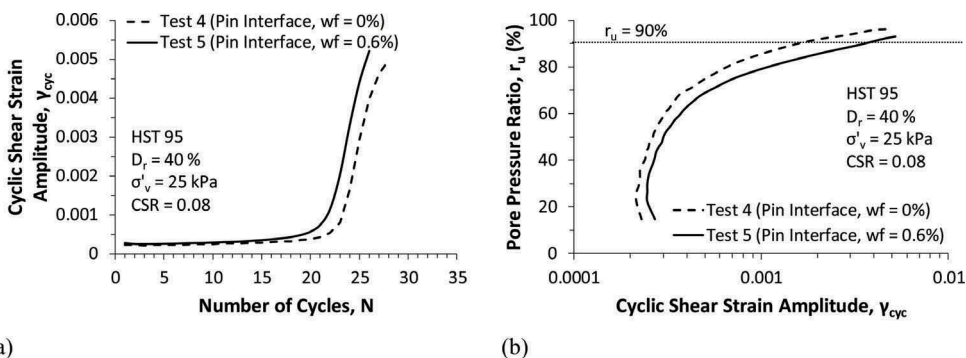 0.006
0.005
0.004
0.003
0.002
0.001
0
Cyclic Shear Strain
Amplitude, γcyc
Test 4 (Pin Interface, wf = 0%)
Test 5 (Pin Interface, wf = 0.6%)
HST 95
Dr = 40 %
σ'v = 25 kPa
CSR = 0.08
0 5 10 15 20 25 30 35
Number of Cycles, N
a)
100
80
60
40
20
0
Pore Pressure Ratio, ru (%)
ru = 90%
HST 95
Dr = 40 %
σ'v = 25 kPa
CSR = 0.08
Test 4 (Pin Interface, wf = 0%)
Test 5 (Pin Interface, wf = 0.6%)
0.0001 0.001 0.01
Cyclic Shear Strain Amplitude, γcyc
(b)